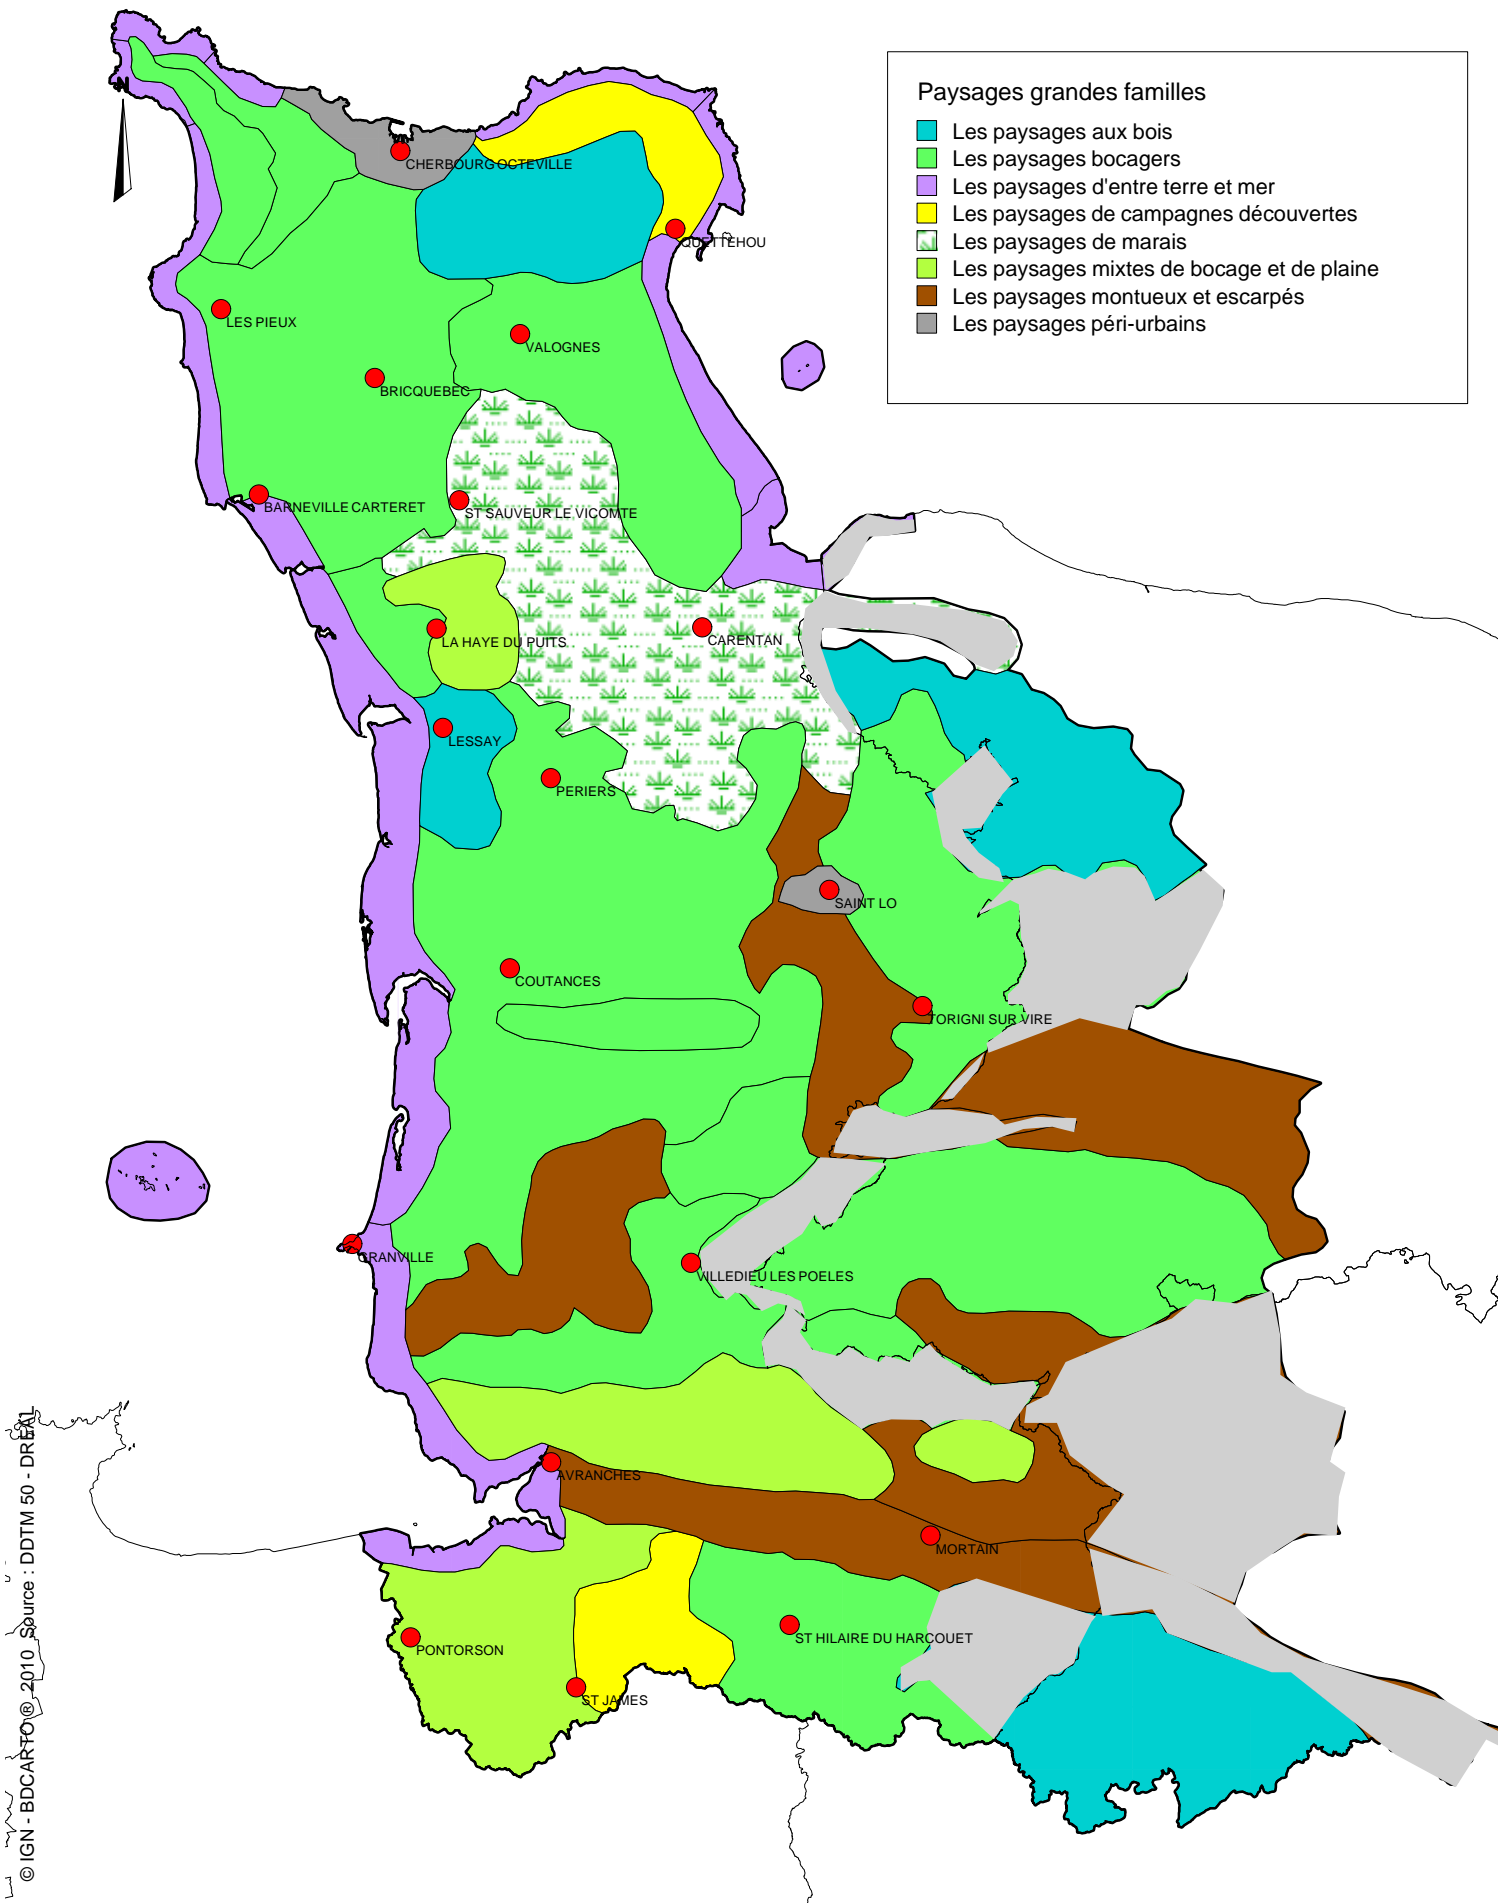 Paysages grandes familles
Les paysages aux bois
Les paysages bocagers
Les paysages d'entre terre et mer
Les paysages de campagnes découvertes
Les paysages de marais
Les paysages mixtes de bocage et de plaine
Les paysages montueux et escarpés
Les paysages péri-urbains
N
CHERBOURG OCTEVILLE
QUETTEHOU
LES PIEUX
VALOGNES
BRICQUEBEC
BARNEVILLE CARTERET
ST SAUVEUR LE VICOMTE
LA HAYE DU PUITS
CARENTAN
LESSAY
PERIERS
SAINT LO
COUTANCES
TORIGNI SUR VIRE
GRANVILLE
VILLEDIEU LES POELES
AVRANCHES
MORTAIN
ST HILAIRE DU HARCOUET
PONTORSON
ST JAMES
© IGN - BDCARTO ® 2010 Source : DDTM 50 - DREAL